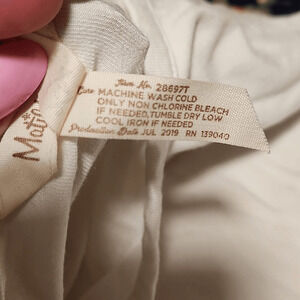 Item No. 28697T
Care MACHINE WASH COLD
ONLY NON CHLORINE BLEACH
IF NEEDED, TUMBLE DRY LOW
COOL IRON IF NEEDED
Production Date JUL 2019 RN 139040